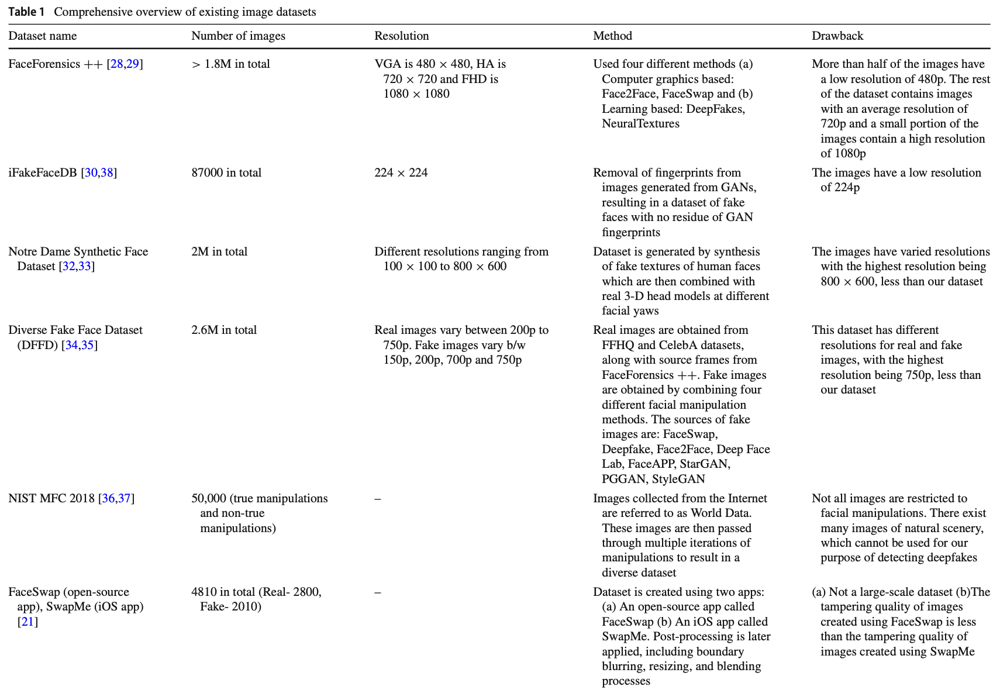 Table 1 Comprehensive overview of existing image datasets
Dataset name Number of images Resolution Method Drawback
FaceForensics ++ [28,29] > 1.8M in total VGA is 480 × 480, HA is Used four different methods (a) More than half of the images have
720 × 720 and FHD is Computer graphics based: a low resolution of 480p. The rest
1080 × 1080 Face2Face, FaceSwap and (b) of the dataset contains images
Learning based: DeepFakes, with an average resolution of
NeuralTextures 720p and a small portion of the
images contain a high resolution
of 1080p
iFakeFaceDB [30,38] 87000 in total 224 × 224 Removal of fingerprints from The images have a low resolution
images generated from GANs, of 224p
resulting in a dataset of fake
faces with no residue of GAN
fingerprints
Notre Dame Synthetic Face 2M in total Different resolutions ranging from Dataset is generated by synthesis The images have varied resolutions
Dataset [32,33] 100 × 100 to 800 × 600 of fake textures of human faces with the highest resolution being
which are then combined with 800 × 600, less than our dataset
real 3-D head models at different
facial yaws
Diverse Fake Face Dataset 2.6M in total Real images vary between 200p to Real images are obtained from This dataset has different
(DFFD) [34,35] 750p. Fake images vary b/w FFHQ and CelebA datasets, resolutions for real and fake
150p, 200p, 700p and 750p along with source frames from images, with the highest
FaceForensics ++. Fake images resolution being 750p, less than
are obtained by combining four our dataset
different facial manipulation
methods. The sources of fake
images are: FaceSwap,
Deepfake, Face2Face, Deep Face
Lab, FaceAPP, StarGAN,
PGGAN, StyleGAN
NIST MFC 2018 [36,37] 50,000 (true manipulations – Images collected from the Internet Not all images are restricted to
and non-true are referred to as World Data. facial manipulations. There exist
manipulations) These images are then passed many images of natural scenery,
through multiple iterations of which cannot be used for our
manipulations to result in a purpose of detecting deepfakes
diverse dataset
FaceSwap (open-source 4810 in total (Real- 2800, – Dataset is created using two apps: (a) Not a large-scale dataset (b)The
app), SwapMe (iOS app) Fake- 2010) (a) An open-source app called tampering quality of images
[21] FaceSwap (b) An iOS app called created using FaceSwap is less
SwapMe. Post-processing is later than the tampering quality of
applied, including boundary images created using SwapMe
blurring, resizing, and blending
processes